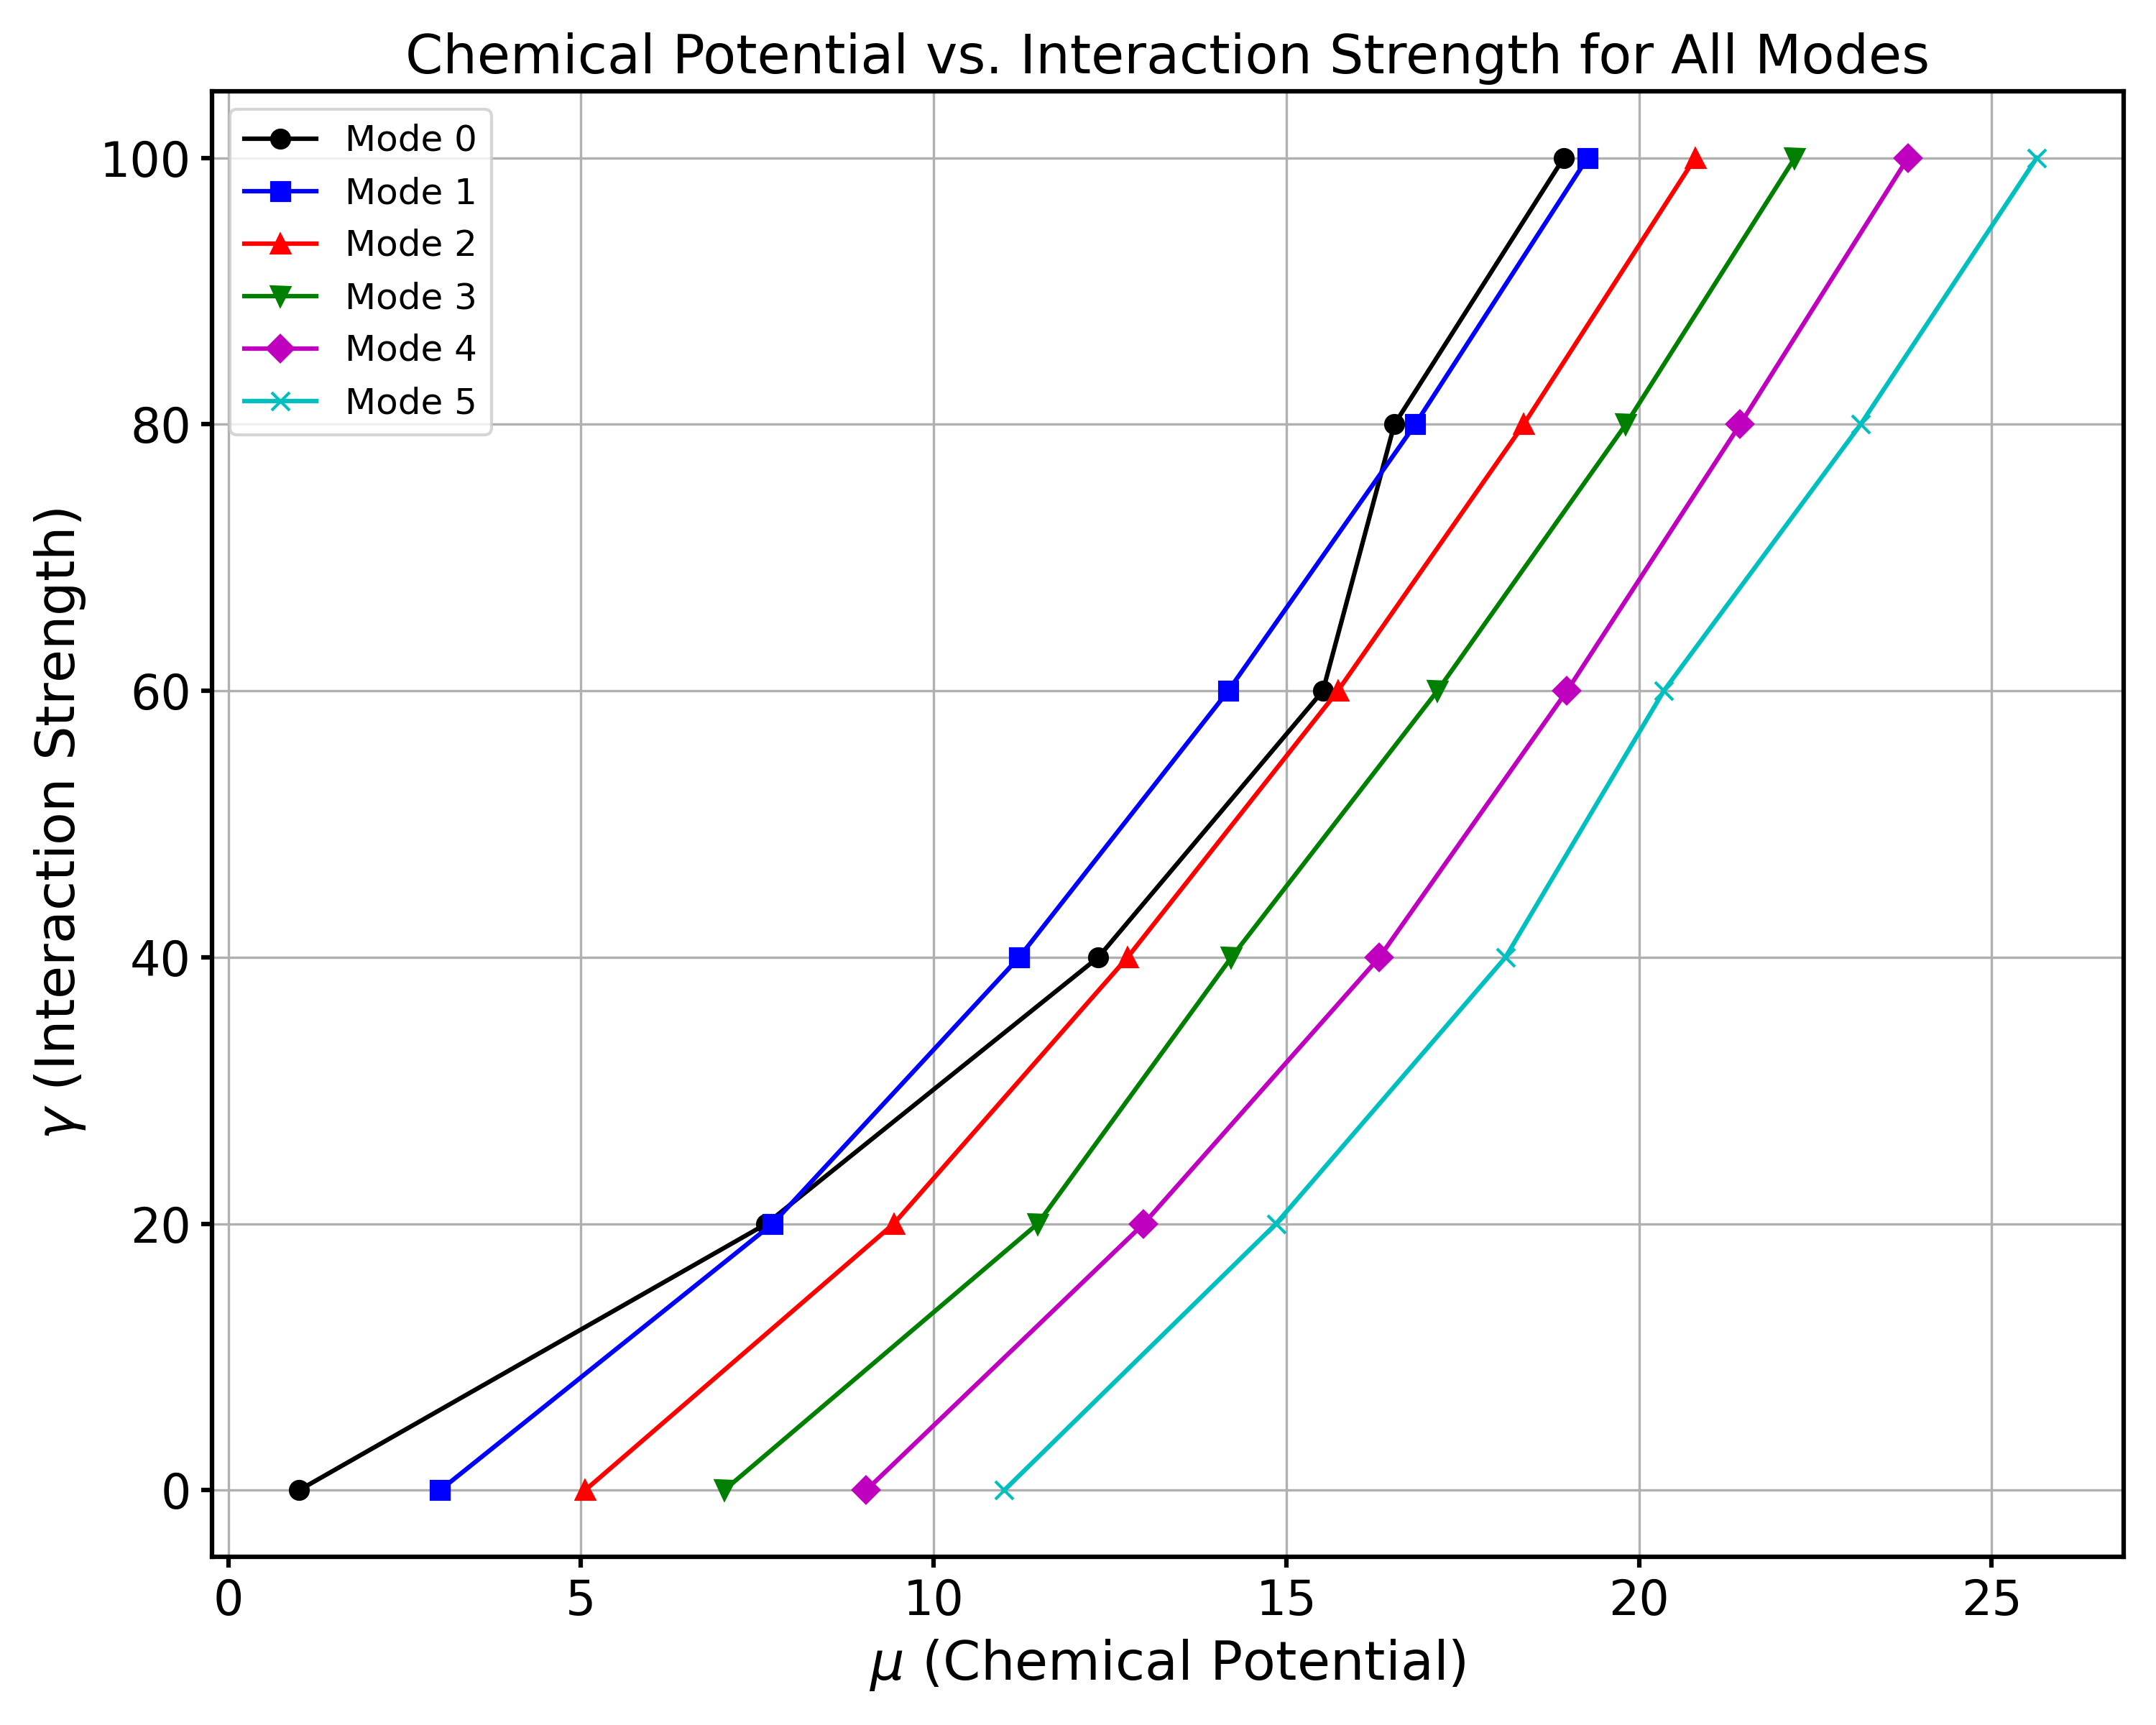 Chemical Potential vs. Interaction Strength for All Modes
Mode 0
Mode 1
Mode 2
Mode 3
Mode 4
Mode 5
100
80
60
40
20
0
γ (Interaction Strength)
0 5 10 15 20 25
μ (Chemical Potential)